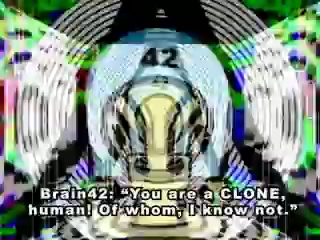 42
Brain42: “You are a CLONE,
human! Of whom, I know not.”